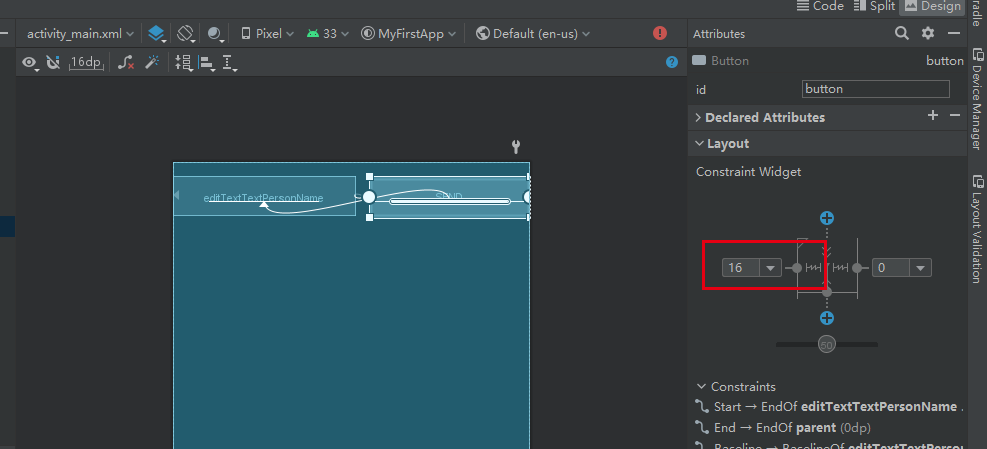 Code Split Design
activity_main.xml Pixel 33 MyFirstApp Default (en-us) Attributes
16dp Button button
id button
Declared Attributes
Layout
Constraint Widget
editTextTextPersonName SEND
16 0
50
Constraints
Start → EndOf editTextTextPersonName
End → EndOf parent (0dp)
Baseline → BaselineOf editTextTextPerso
Device Manager
Layout Validation